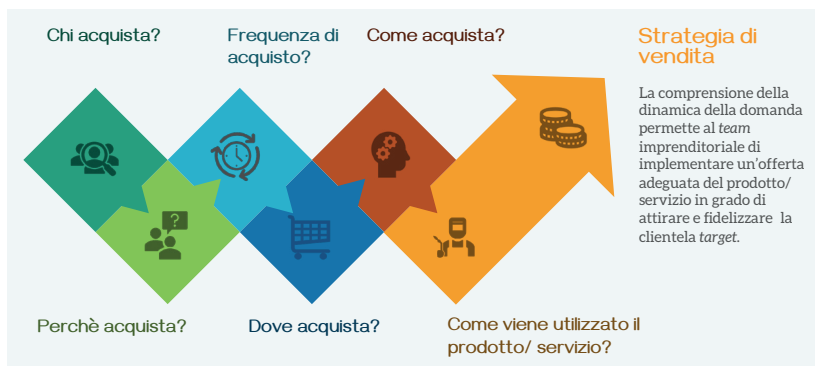 Chi acquista?
Frequenza di
acquisto?
Come acquista?
Strategia di
vendita
La comprensione della
dinamica della domanda
permette al team
imprenditoriale di
implementare un'offerta
adeguata del prodotto/
servizio in grado di
attirare e fidelizzare la
clientela target.
?
Perchè acquista?
Dove acquista?
Come viene utilizzato il
prodotto/ servizio?